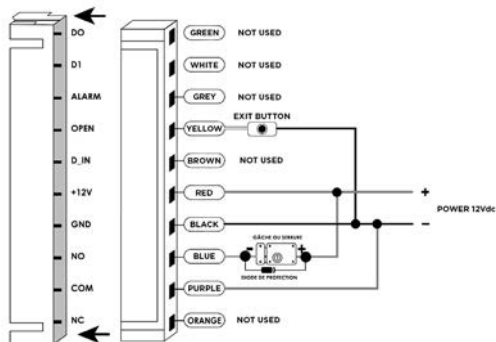 DO GREEN NOT USED
D1 WHITE NOT USED
ALARM GREY NOT USED
EXIT BUTTON
OPEN YELLOW
D_IN BROWN NOT USED
+12V RED +
POWER 12Vdc
GND BLACK -
GÂCHE OU SERRURE
NO BLUE - +
DIODE DE PROTECTION
COM PURPLE
NC ORANGE NOT USED